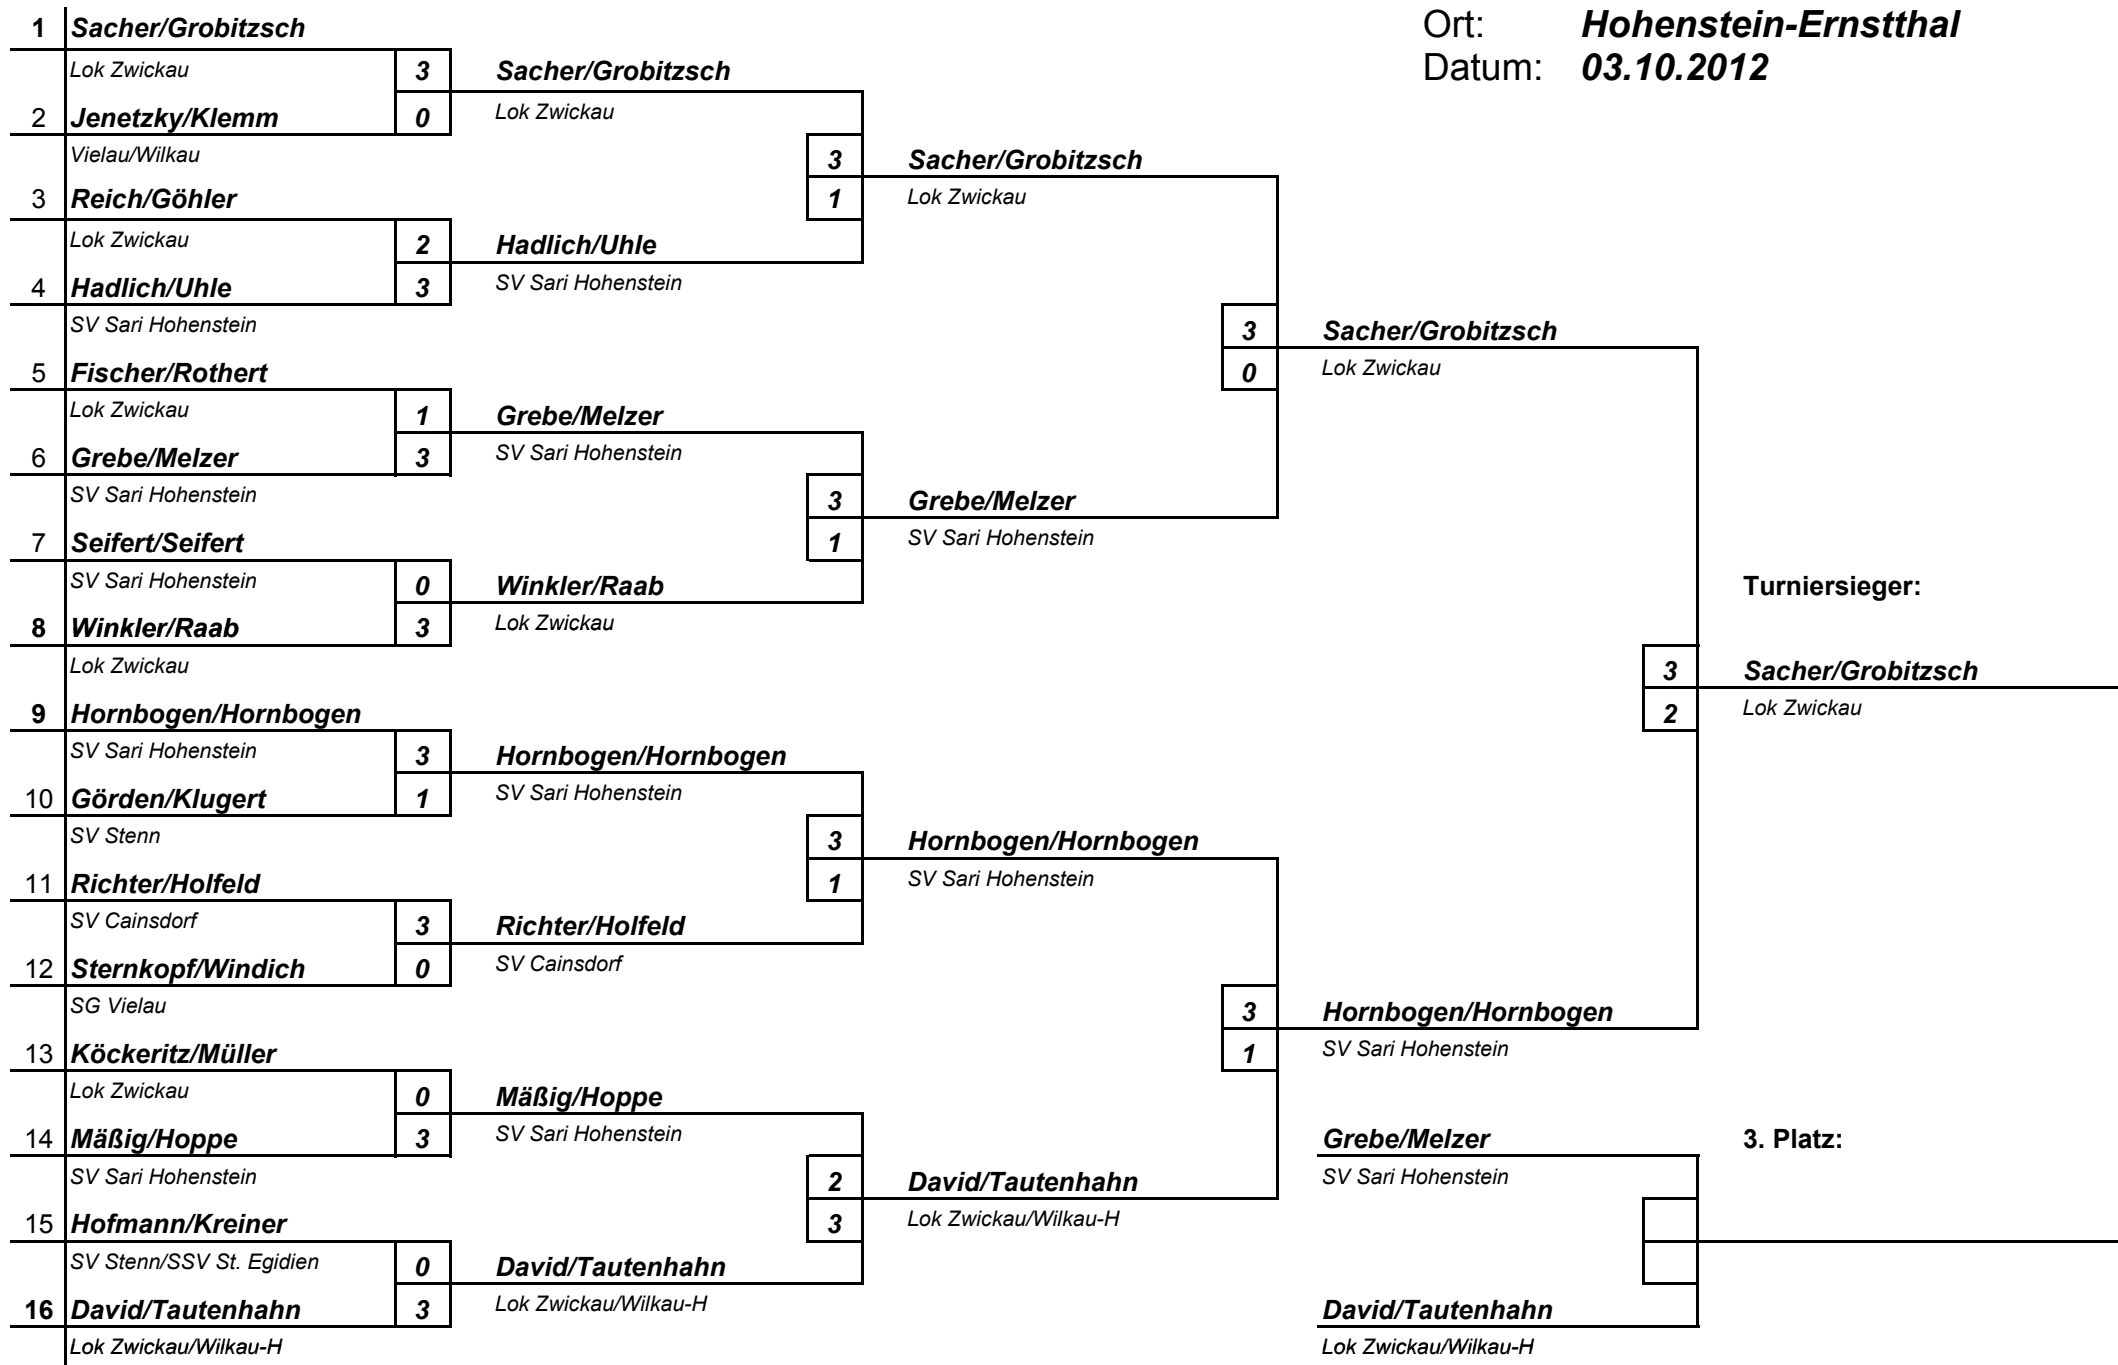 Ort: Hohenstein-Ernstthal
Datum: 03.10.2012
1 Sacher/Grobitzsch
Lok Zwickau 3
2 Jenetzky/Klemm 0
Vielau/Wilkau
3 Reich/Göhler
Lok Zwickau 2
4 Hadlich/Uhle 3
SV Sari Hohenstein
5 Fischer/Rothert
Lok Zwickau 1
6 Grebe/Melzer 3
SV Sari Hohenstein
7 Seifert/Seifert
SV Sari Hohenstein 0
8 Winkler/Raab 3
Lok Zwickau
9 Hornbogen/Hornbogen
SV Sari Hohenstein 3
10 Görden/Klugert 1
SV Stenn
11 Richter/Holfeld
SV Cainsdorf 3
12 Sternkopf/Windich 0
SG Vielau
13 Köckeritz/Müller
Lok Zwickau 0
14 Mäßig/Hoppe 3
SV Sari Hohenstein
15 Hofmann/Kreiner
SV Stenn/SSV St. Egidien 0
16 David/Tautenhahn 3
Lok Zwickau/Wilkau-H
Sacher/Grobitzsch
Lok Zwickau
3
1
Hadlich/Uhle
SV Sari Hohenstein
Grebe/Melzer
SV Sari Hohenstein
3
1
Winkler/Raab
Lok Zwickau
Hornbogen/Hornbogen
SV Sari Hohenstein
3
1
Richter/Holfeld
SV Cainsdorf
Mäßig/Hoppe
SV Sari Hohenstein
2
3
David/Tautenhahn
Lok Zwickau/Wilkau-H
Sacher/Grobitzsch
Lok Zwickau
3
0
Grebe/Melzer
SV Sari Hohenstein
Hornbogen/Hornbogen
SV Sari Hohenstein
3
1
David/Tautenhahn
Lok Zwickau/Wilkau-H
Sacher/Grobitzsch
Lok Zwickau
3
2
Hornbogen/Hornbogen
SV Sari Hohenstein
Turniersieger:
Sacher/Grobitzsch
Lok Zwickau
Grebe/Melzer
SV Sari Hohenstein
3. Platz:
David/Tautenhahn
Lok Zwickau/Wilkau-H